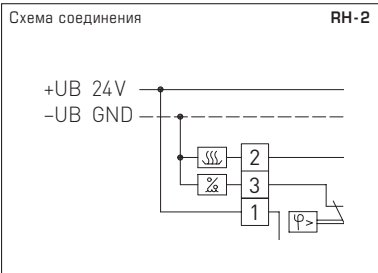 Схема соединения RH-2
+UB 24V
–UB GND
2
%
3
1
φ>